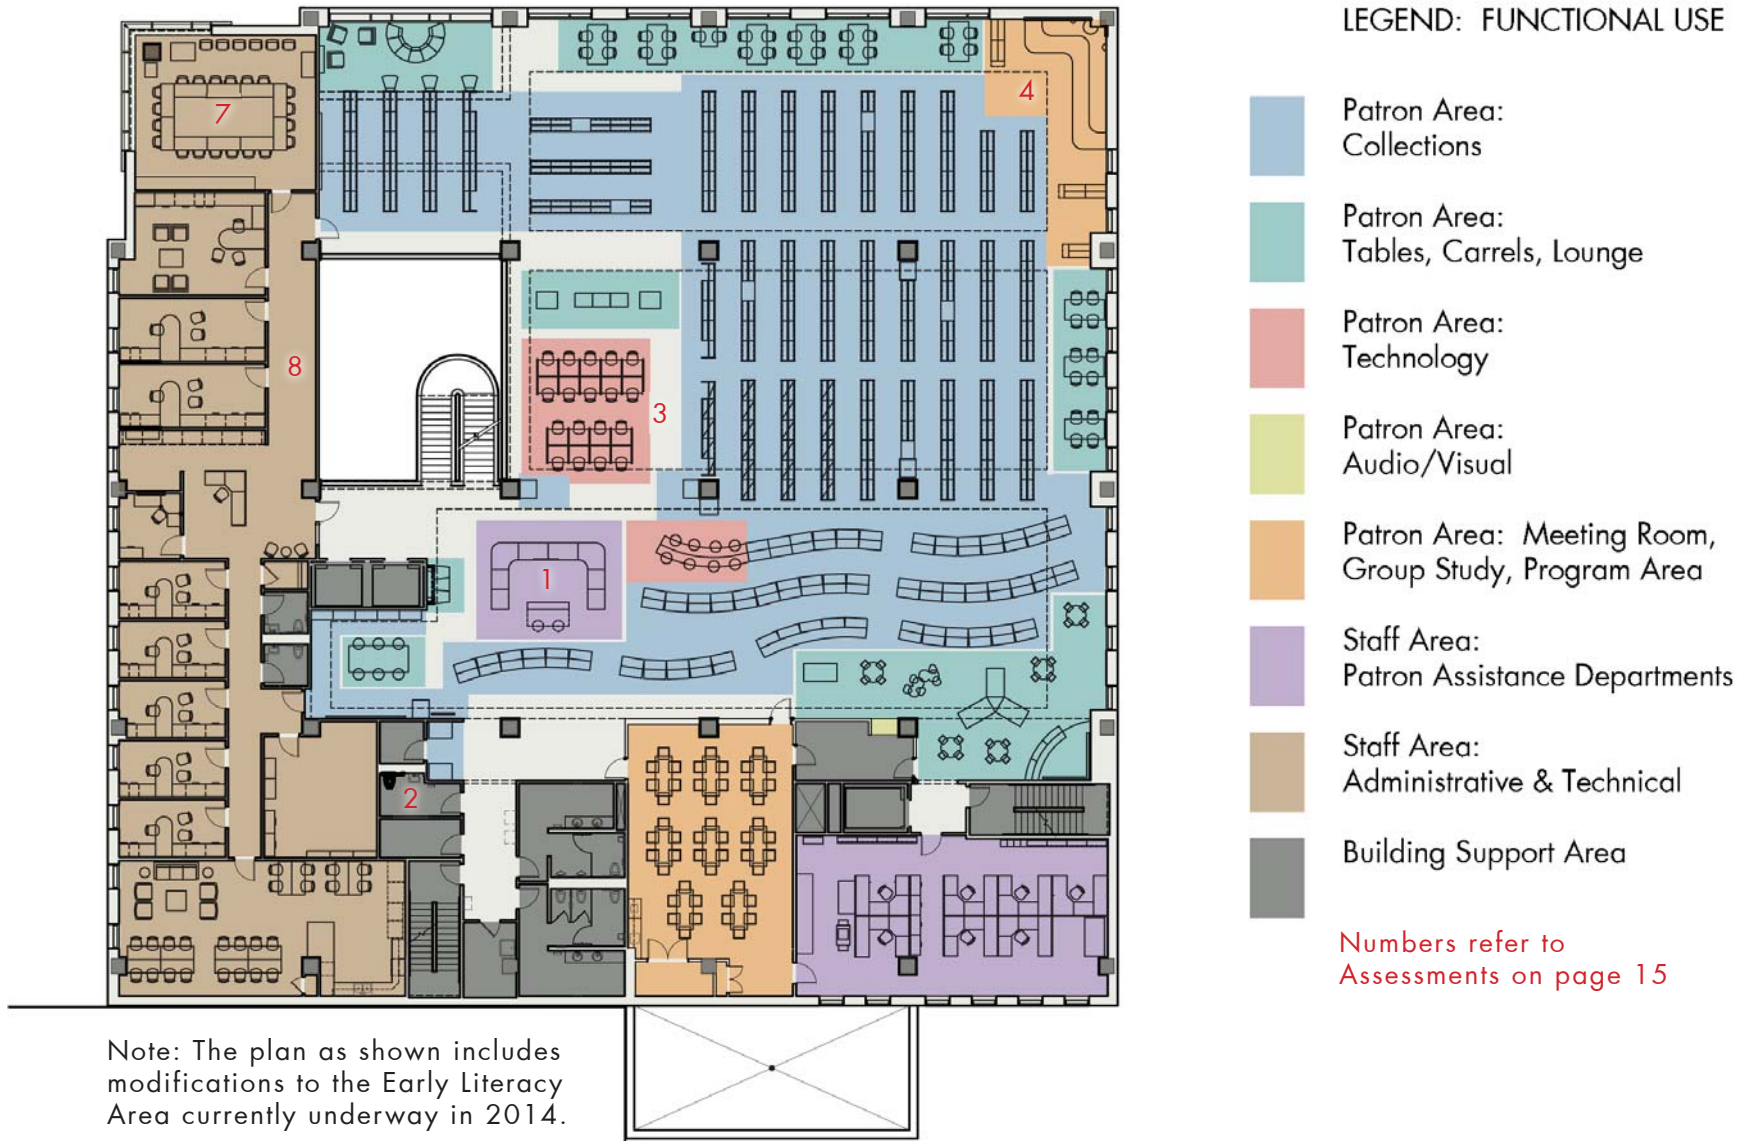 LEGEND: FUNCTIONAL USE
Patron Area:
Collections
Patron Area:
Tables, Carrels, Lounge
Patron Area:
Technology
Patron Area:
Audio/Visual
Patron Area: Meeting Room,
Group Study, Program Area
Staff Area:
Patron Assistance Departments
Staff Area:
Administrative & Technical
Building Support Area
Numbers refer to
Assessments on page 15
7
4
8
3
1
2
Note: The plan as shown includes
modifications to the Early Literacy
Area currently underway in 2014.